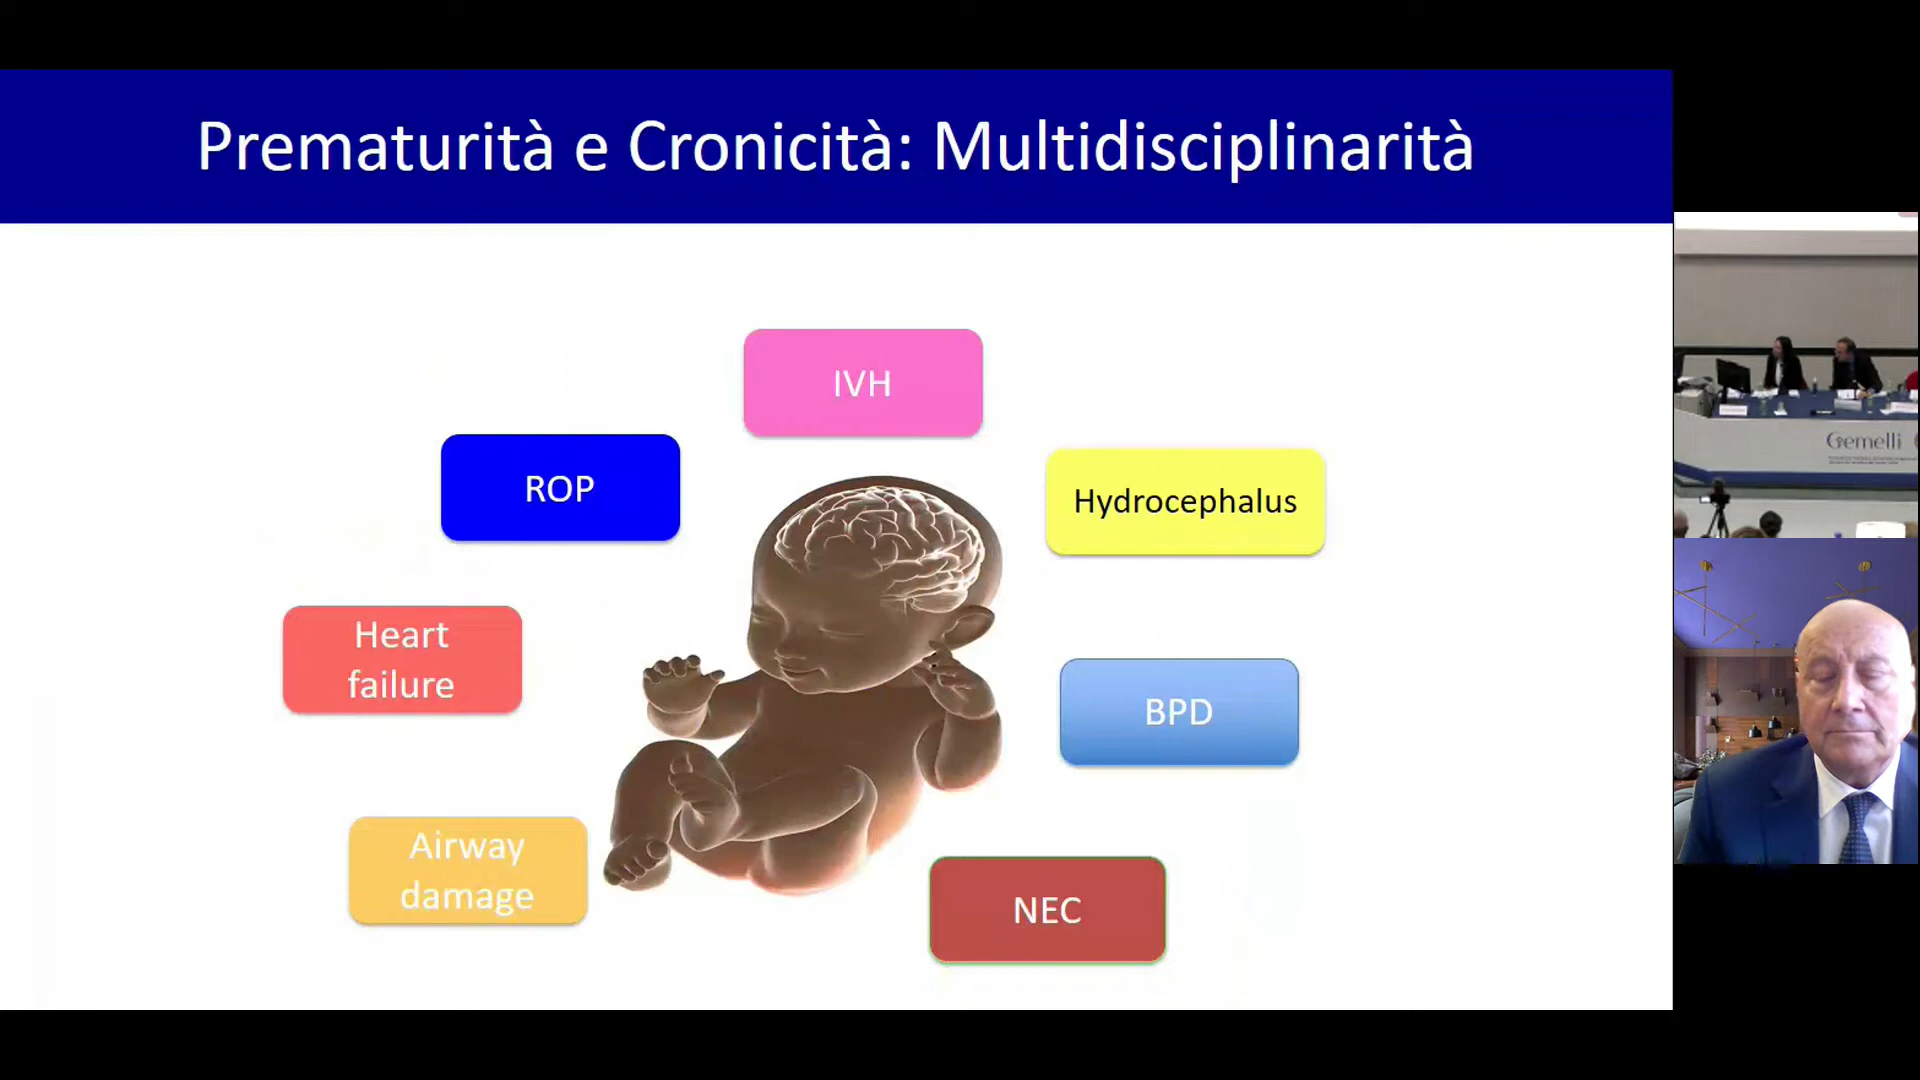 Prematurità e Cronicità: Multidisciplinarità
IVH
ROP
Hydrocephalus
Heart
failure
BPD
Airway
damage
NEC
Gemelli